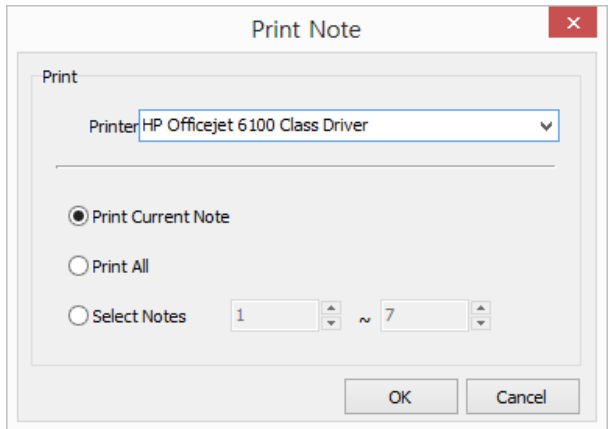 Print Note
Print
Printer HP Officejet 6100 Class Driver
Print Current Note
Print All
Select Notes 1 ~ 7
OK Cancel